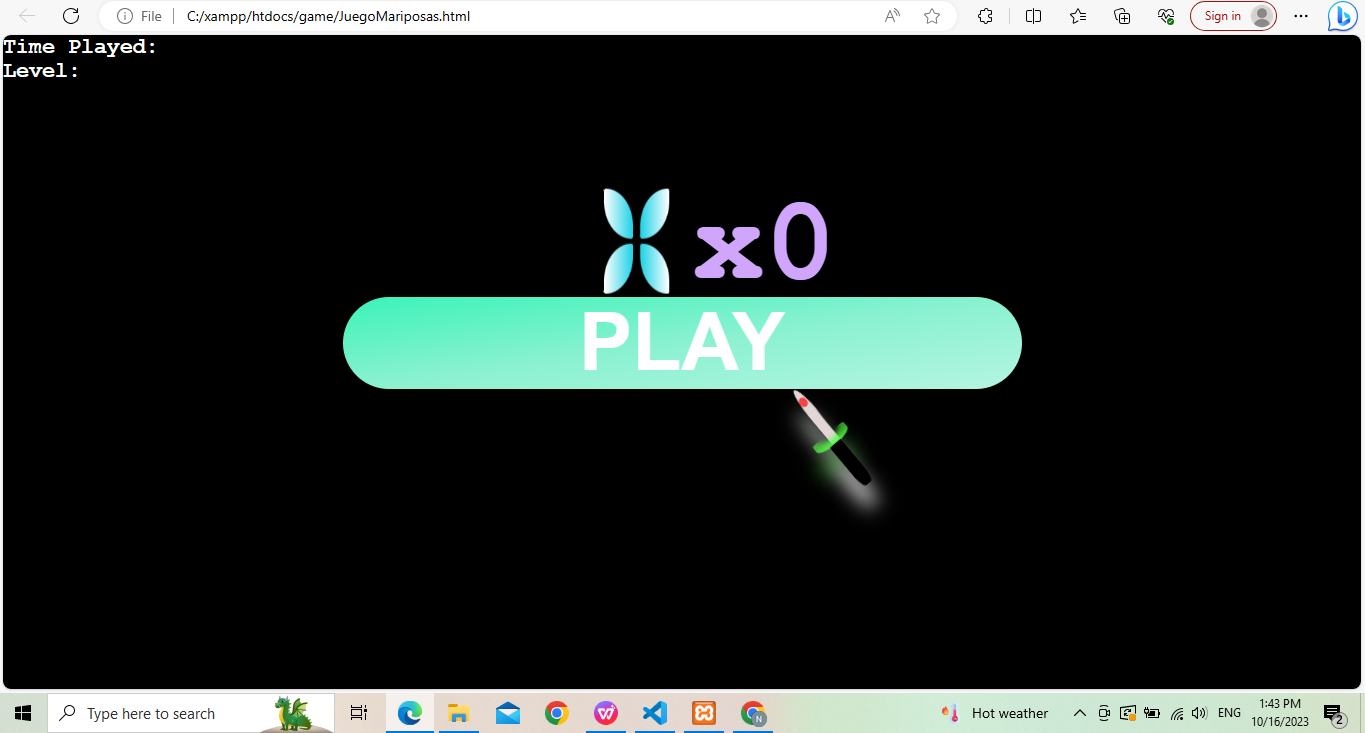 File
C:/xampp/htdocs/game/JuegoMariposas.html
Sign in
Time Played:
Level:
x0
PLAY
Type here to search
N
Hot weather
ENG
1:43 PM
10/16/2023
2